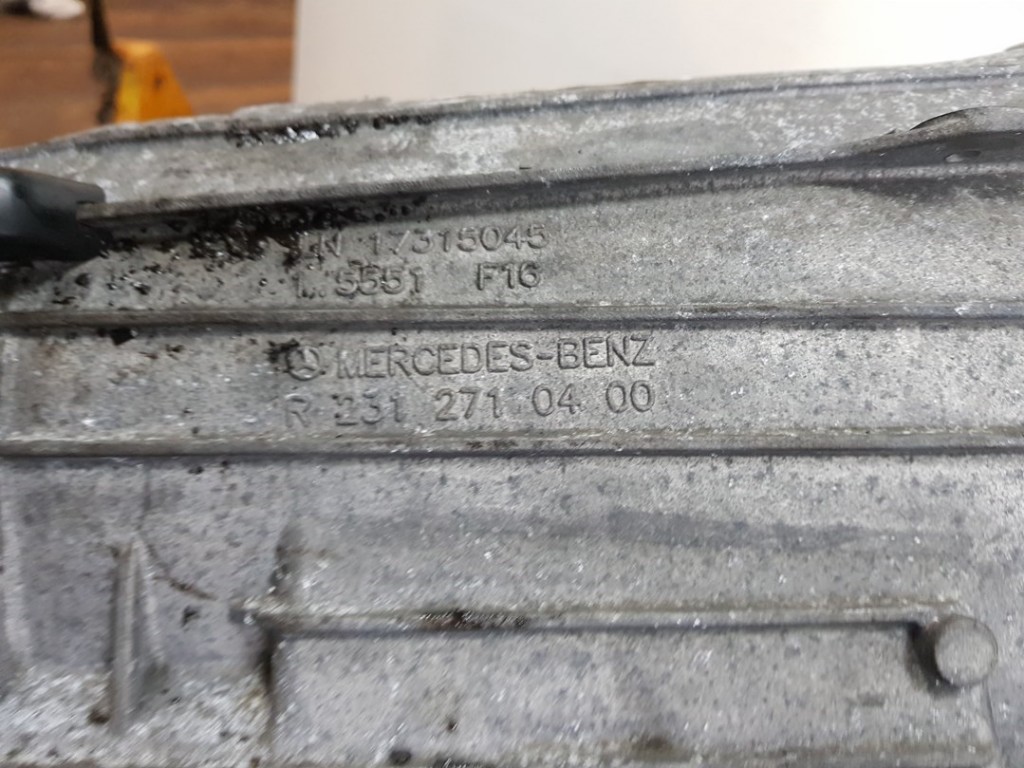 17315045
5551 F16
MERCEDES-BENZ
R 231 271 04 00